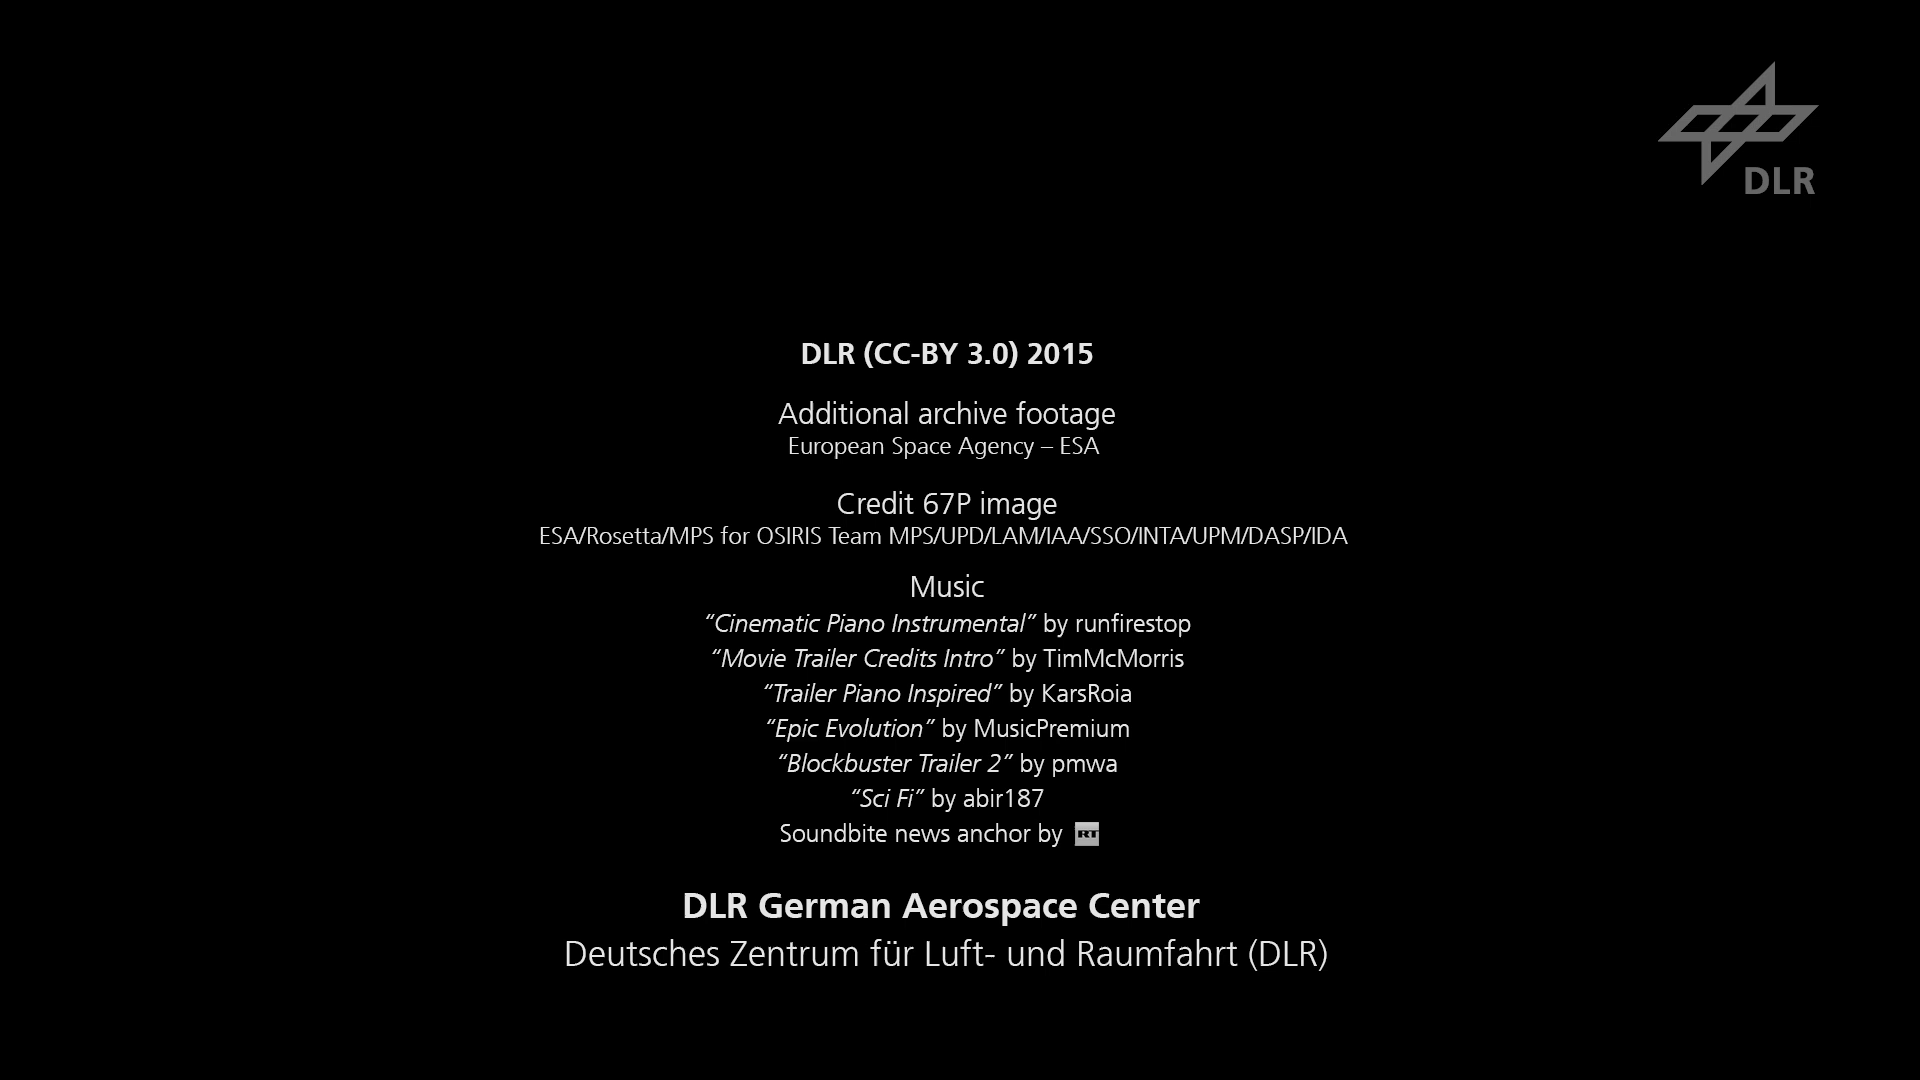 DLR
DLR (CC-BY 3.0) 2015
Additional archive footage
European Space Agency – ESA
Credit 67P image
ESA/Rosetta/MPS for OSIRIS Team MPS/UPD/LAM/IAA/SSO/INTA/UPM/DASP/IDA
Music
“Cinematic Piano Instrumental” by runfirestop
“Movie Trailer Credits Intro” by TimMcMorris
“Trailer Piano Inspired” by KarsRoia
“Epic Evolution” by MusicPremium
“Blockbuster Trailer 2” by pmwa
“Sci Fi” by abir187
Soundbite news anchor by RT
DLR German Aerospace Center
Deutsches Zentrum für Luft- und Raumfahrt (DLR)